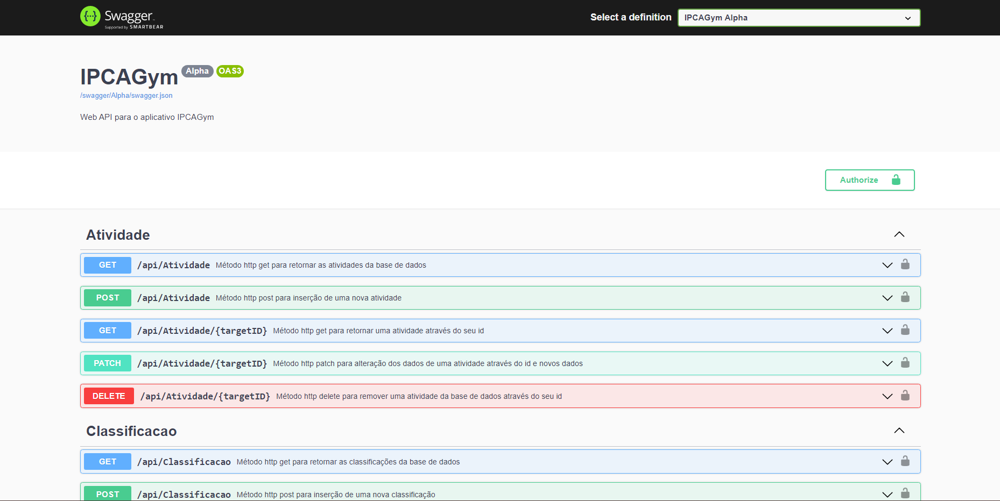 Swagger
Supported by SMARTBEAR
Select a definition
IPCAGym Alpha
IPCAGym Alpha OAS3
/swagger/Alpha/swagger.json
Web API para o aplicativo IPCAGym
Authorize
Atividade
GET /api/Atividade Método http get para retornar as atividades da base de dados
POST /api/Atividade Método http post para inserção de uma nova atividade
GET /api/Atividade/{targetID} Método http get para retornar uma atividade através do seu id
PATCH /api/Atividade/{targetID} Método http patch para alteração dos dados de uma atividade através do id e novos dados
DELETE /api/Atividade/{targetID} Método http delete para remover uma atividade da base de dados através do seu id
Classificacao
GET /api/Classificacao Método http get para retornar as classificações da base de dados
POST /api/Classificacao Método http post para inserção de uma nova classificação